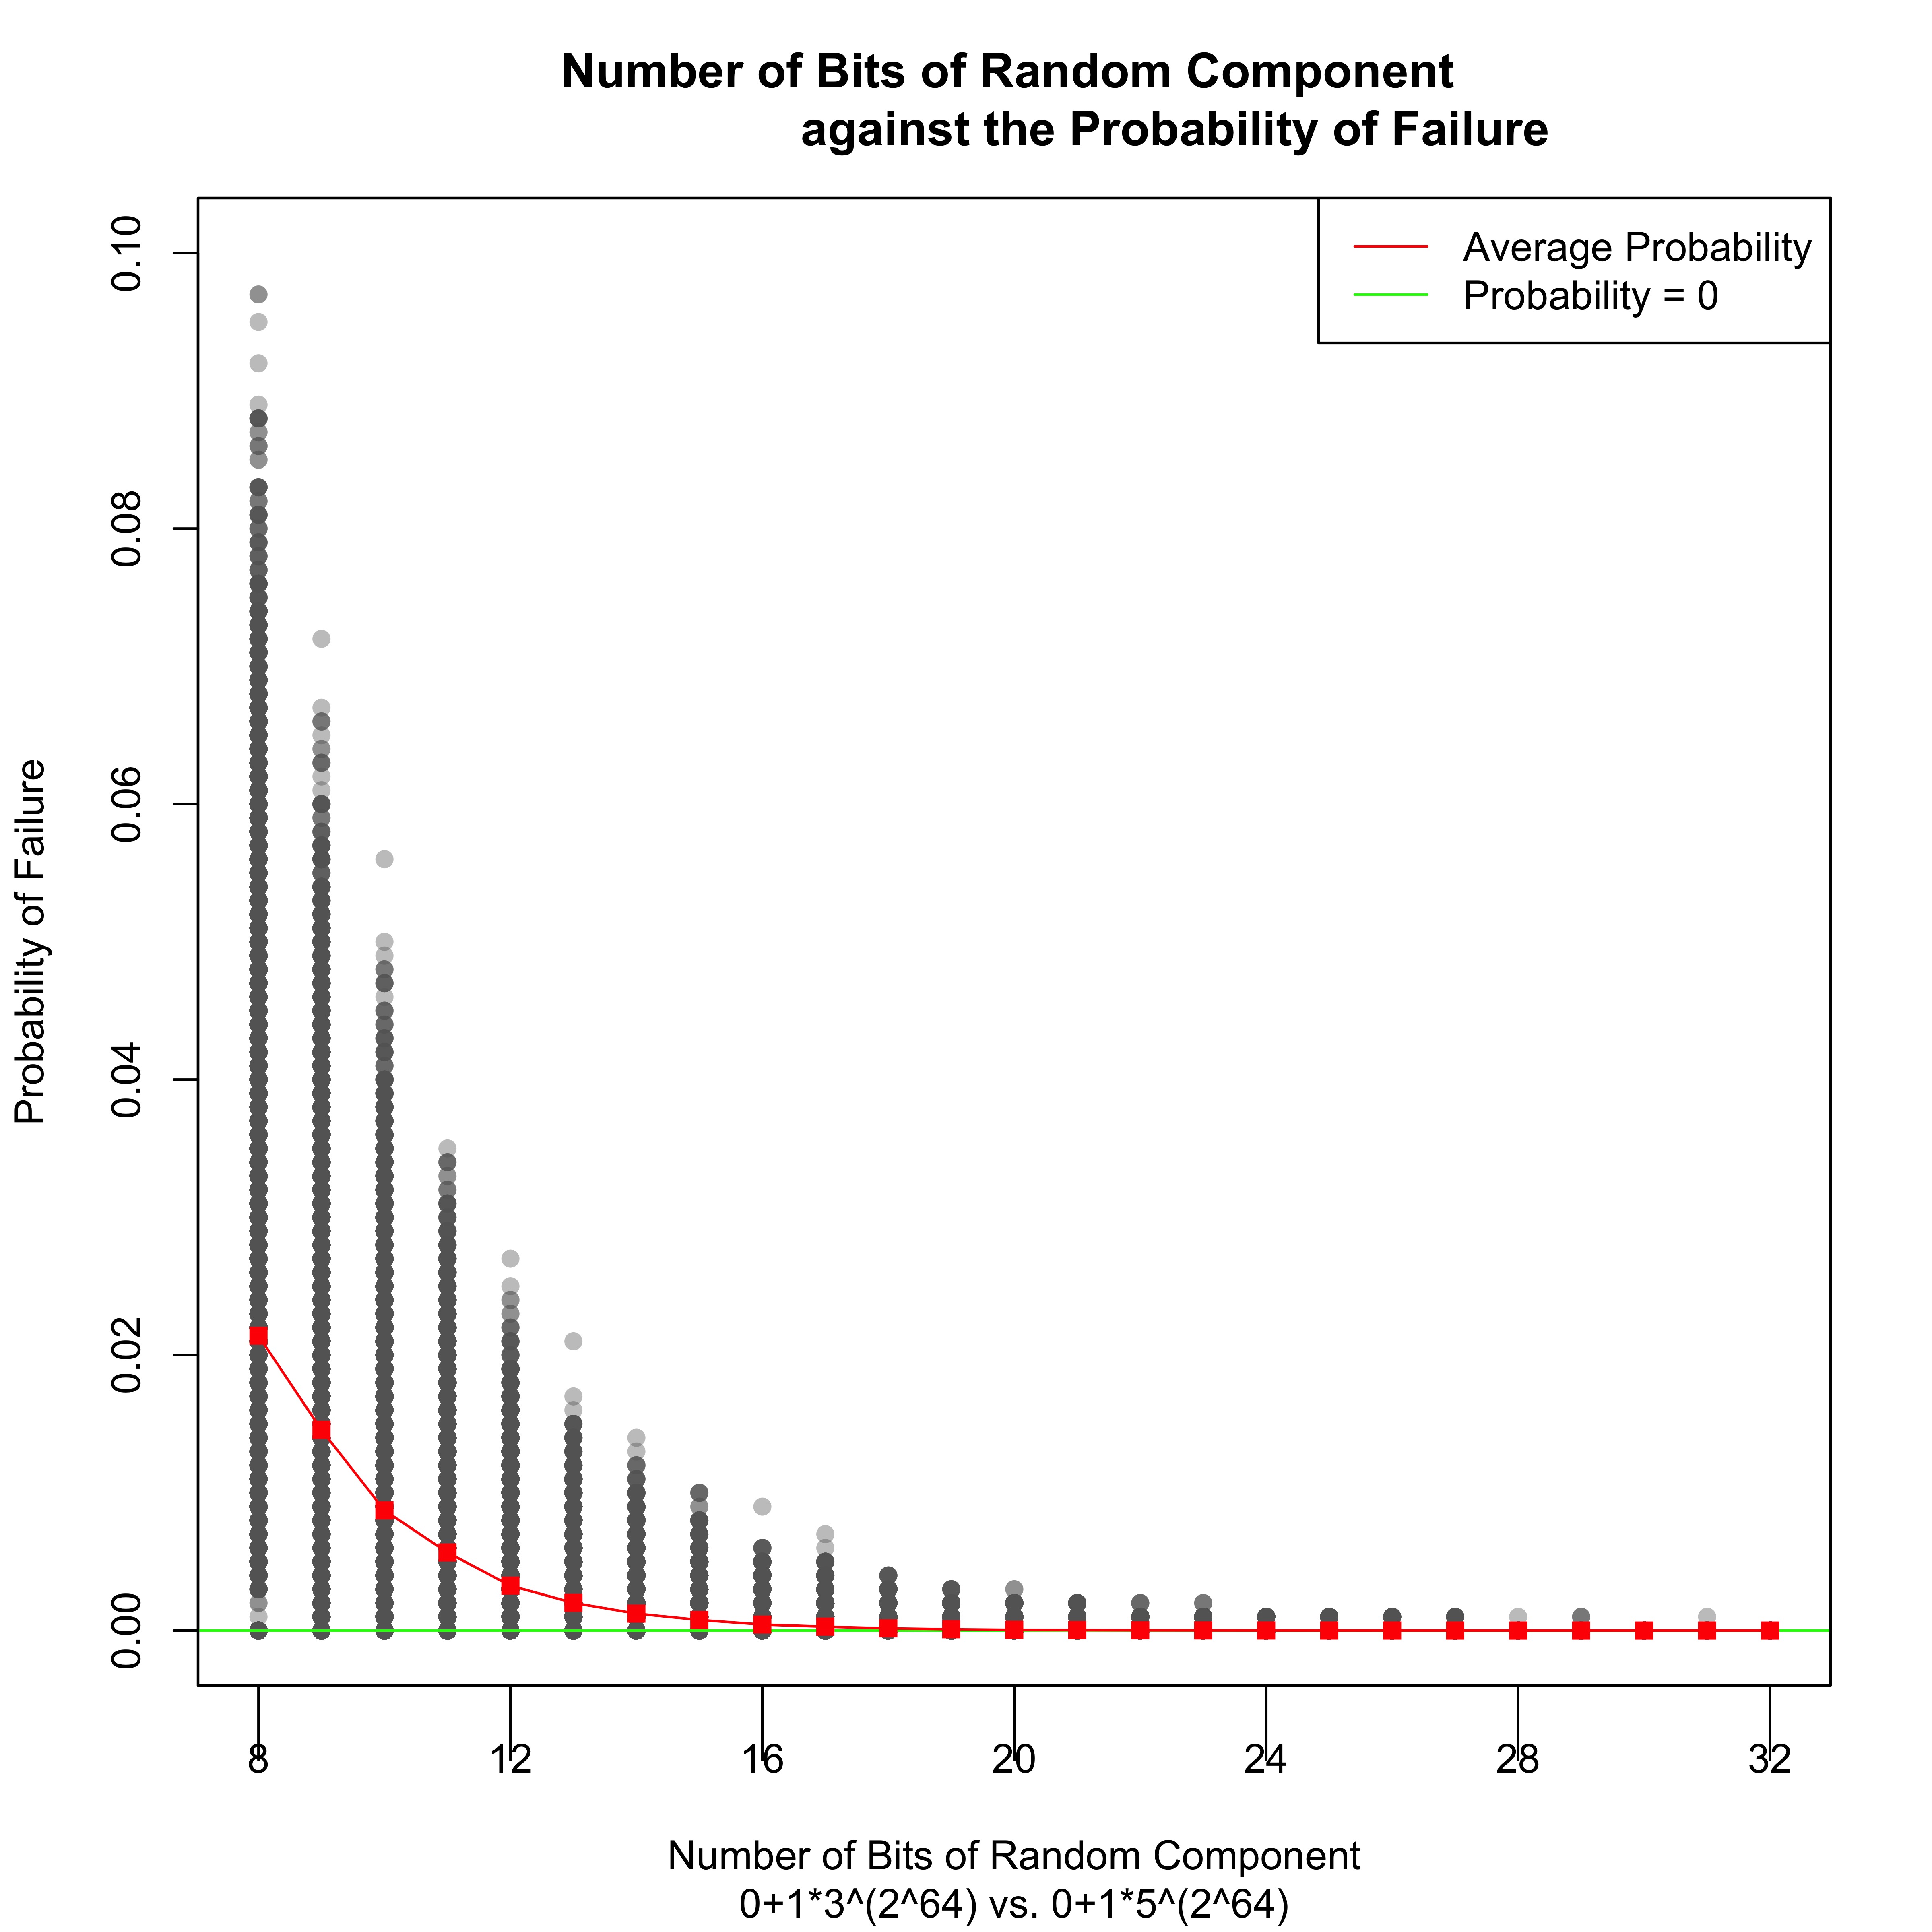 Number of Bits of Random Component
against the Probability of Failure
Average Probability
Probability = 0
0.10
0.08
0.06
0.04
0.02
0.00
Probability of Failure
8 12 16 20 24 28 32
Number of Bits of Random Component
0+1*3^(2^64) vs. 0+1*5^(2^64)